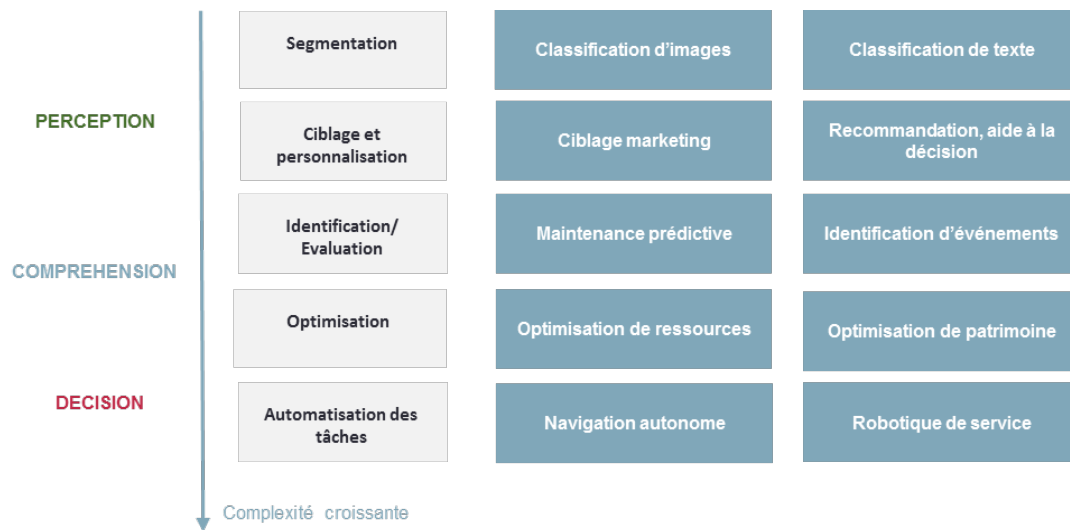 Segmentation
Classification d'images
Classification de texte
PERCEPTION
Ciblage et
personnalisation
Ciblage marketing
Recommandation, aide à la
décision
Identification/
Evaluation
Maintenance prédictive
Identification d'événements
COMPREHENSION
Optimisation
Optimisation de ressources
Optimisation de patrimoine
DECISION
Automatisation des
tâches
Navigation autonome
Robotique de service
Complexité croissante